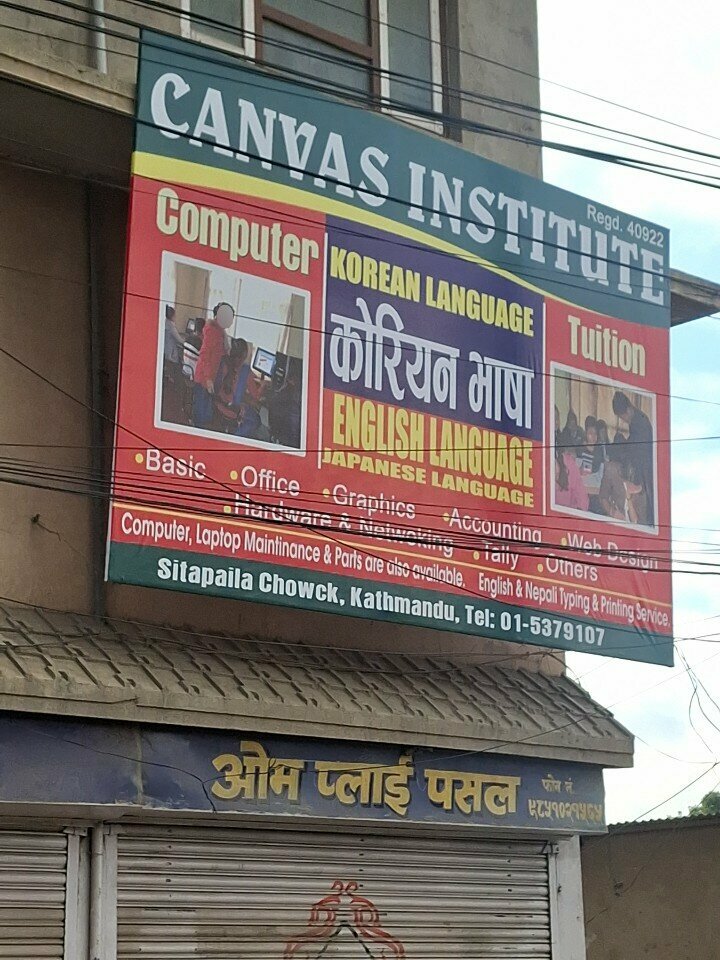 CANVAS INSTITUTE
Regd. 40922
Computer
KOREAN LANGUAGE
कोरियन भाषा
ENGLISH LANGUAGE
JAPANESE LANGUAGE
Tuition
•Basic •Office •Graphics •Accounting •Web Design
•Hardware & Netwoking •Tally •Others
Computer, Laptop Maintinance & Parts are also available. English & Nepali Typing & Printing Service.
Sitapaila Chowck, Kathmandu, Tel: 01-5379107
ओम प्लाई पसल
फोन नं.